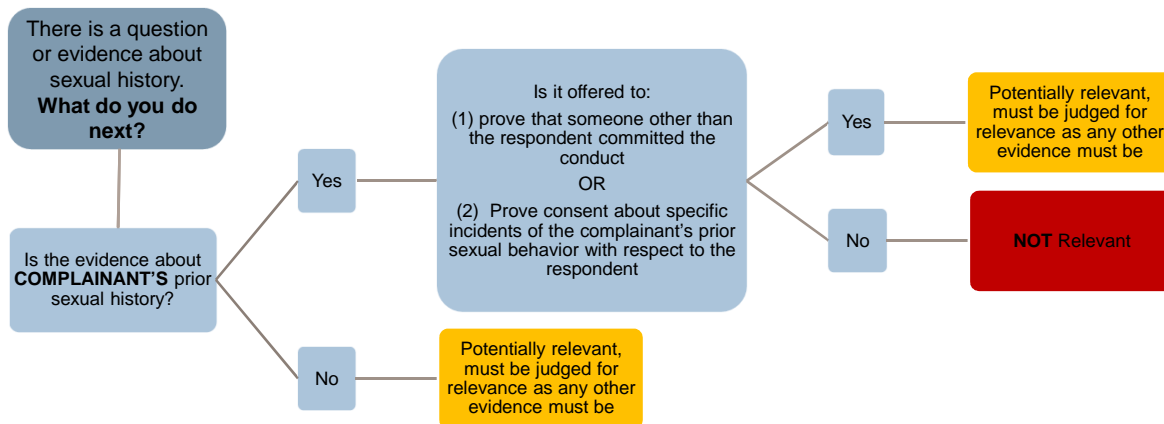 There is a question
or evidence about
sexual history.
What do you do
next?
Is the evidence about
COMPLAINANT'S prior
sexual history?
Yes
No
Is it offered to:
(1) prove that someone other than
the respondent committed the
conduct
OR
(2) Prove consent about specific
incidents of the complainant's prior
sexual behavior with respect to the
respondent
Yes
Potentially relevant,
must be judged for
relevance as any other
evidence must be
No
NOT Relevant
Potentially relevant,
must be judged for
relevance as any other
evidence must be